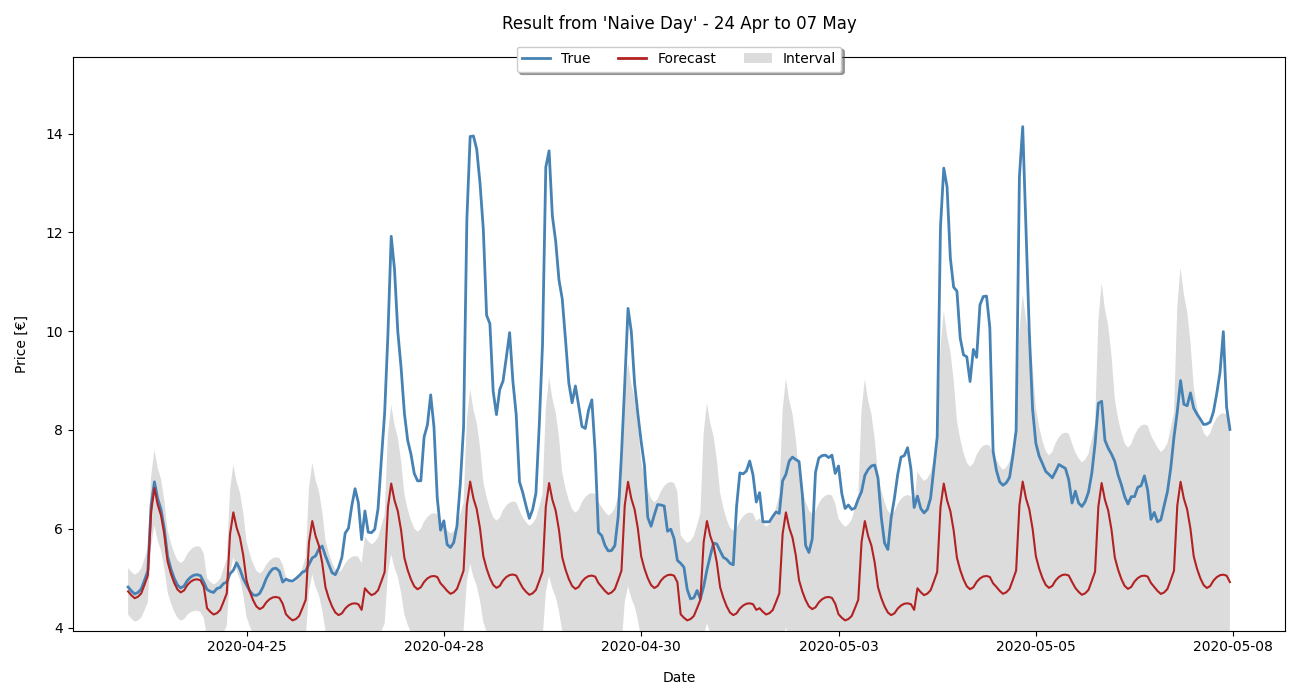 Result from 'Naive Day' - 24 Apr to 07 May
True Forecast Interval
14
12
10
8
6
4
Price [€]
2020-04-25 2020-04-28 2020-04-30 2020-05-03 2020-05-05 2020-05-08
Date